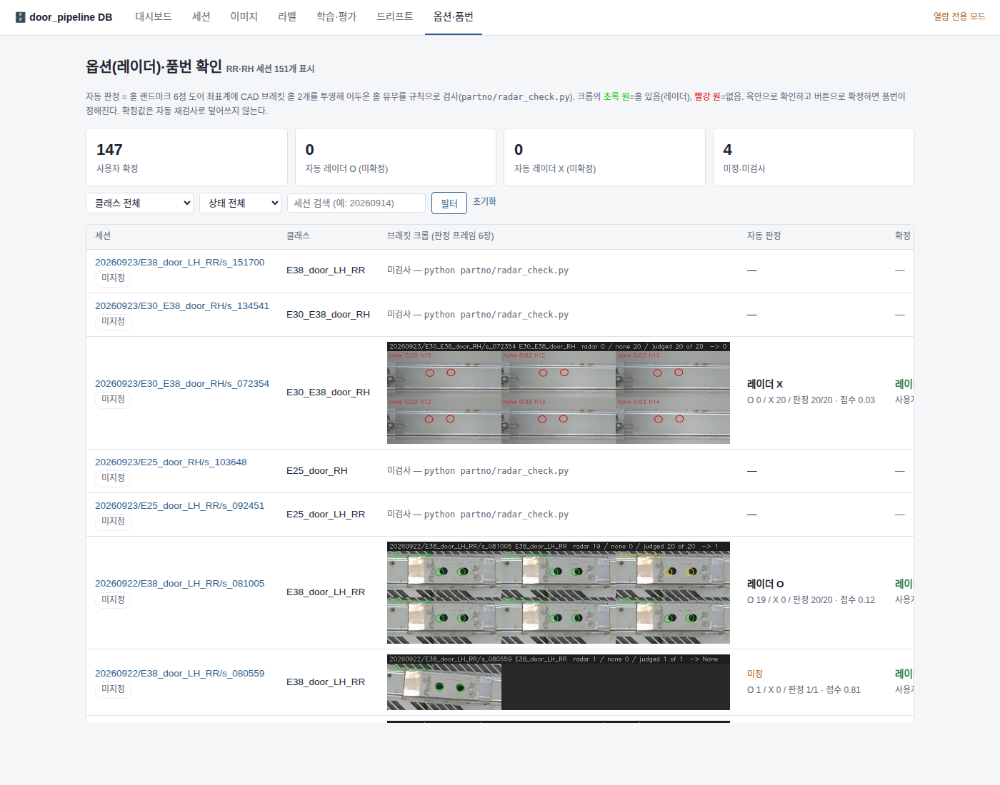 door_pipeline DB 대시보드 세션 이미지 라벨 학습·평가 드리프트 옵션·품번 열람 전용 모드
옵션(레이더)·품번 확인 RR·RH 세션 151개 표시
자동 판정 = 홀 랜드마크 6점 도어 좌표계에 CAD 브래킷 홀 2개를 투영해 어두운 홀 유무를 규칙으로 검사(partno/radar_check.py). 크롭의 초록 원=홀 있음(레이더), 빨강 원=없음. 육안으로 확인하고 버튼으로 확정하면 품번이
정해진다. 확정값은 자동 재검사로 덮어쓰지 않는다.
147 0 0 4
사용자 확정 자동 레이더 O (미확정) 자동 레이더 X (미확정) 미정·미검사
클래스 전체 상태 전체 세션 검색 (예: 20260914) 필터 초기화
세션 클래스 브래킷 크롭 (판정 프레임 6장) 자동 판정 확정
20260923/E38_door_LH_RR/s_151700
미지정
E38_door_LH_RR 미검사 — python partno/radar_check.py — —
20260923/E30_E38_door_RH/s_134541
미지정
E30_E38_door_RH 미검사 — python partno/radar_check.py — —
20260923/E30_E38_door_RH/s_072354
미지정
E30_E38_door_RH
20260923/E30_E38_door_RH/s_072354 E30_E38_door_RH radar 0 / none 20 / judged 20 of 20 -> 0
none 0.03 h15 none 0.03 h12 none 0.03 h13
none 0.03 h12 none 0.03 h13 none 0.03 h14
레이더 X
O 0 / X 20 / 판정 20/20 · 점수 0.03
20260923/E25_door_RH/s_103648
미지정
E25_door_RH 미검사 — python partno/radar_check.py — —
20260923/E25_door_LH_RR/s_092451
미지정
E25_door_LH_RR 미검사 — python partno/radar_check.py — —
20260922/E38_door_LH_RR/s_081005
미지정
E38_door_LH_RR
20260922/E38_door_LH_RR/s_081005 E38_door_LH_RR radar 19 / none 0 / judged 20 of 20 -> 1
레이더 O
O 19 / X 0 / 판정 20/20 · 점수 0.12
20260922/E38_door_LH_RR/s_080559
미지정
E38_door_LH_RR
20260922/E38_door_LH_RR/s_080559 E38_door_LH_RR radar 1 / none 0 / judged 1 of 1 -> None
미정
O 1 / X 0 / 판정 1/1 · 점수 0.81